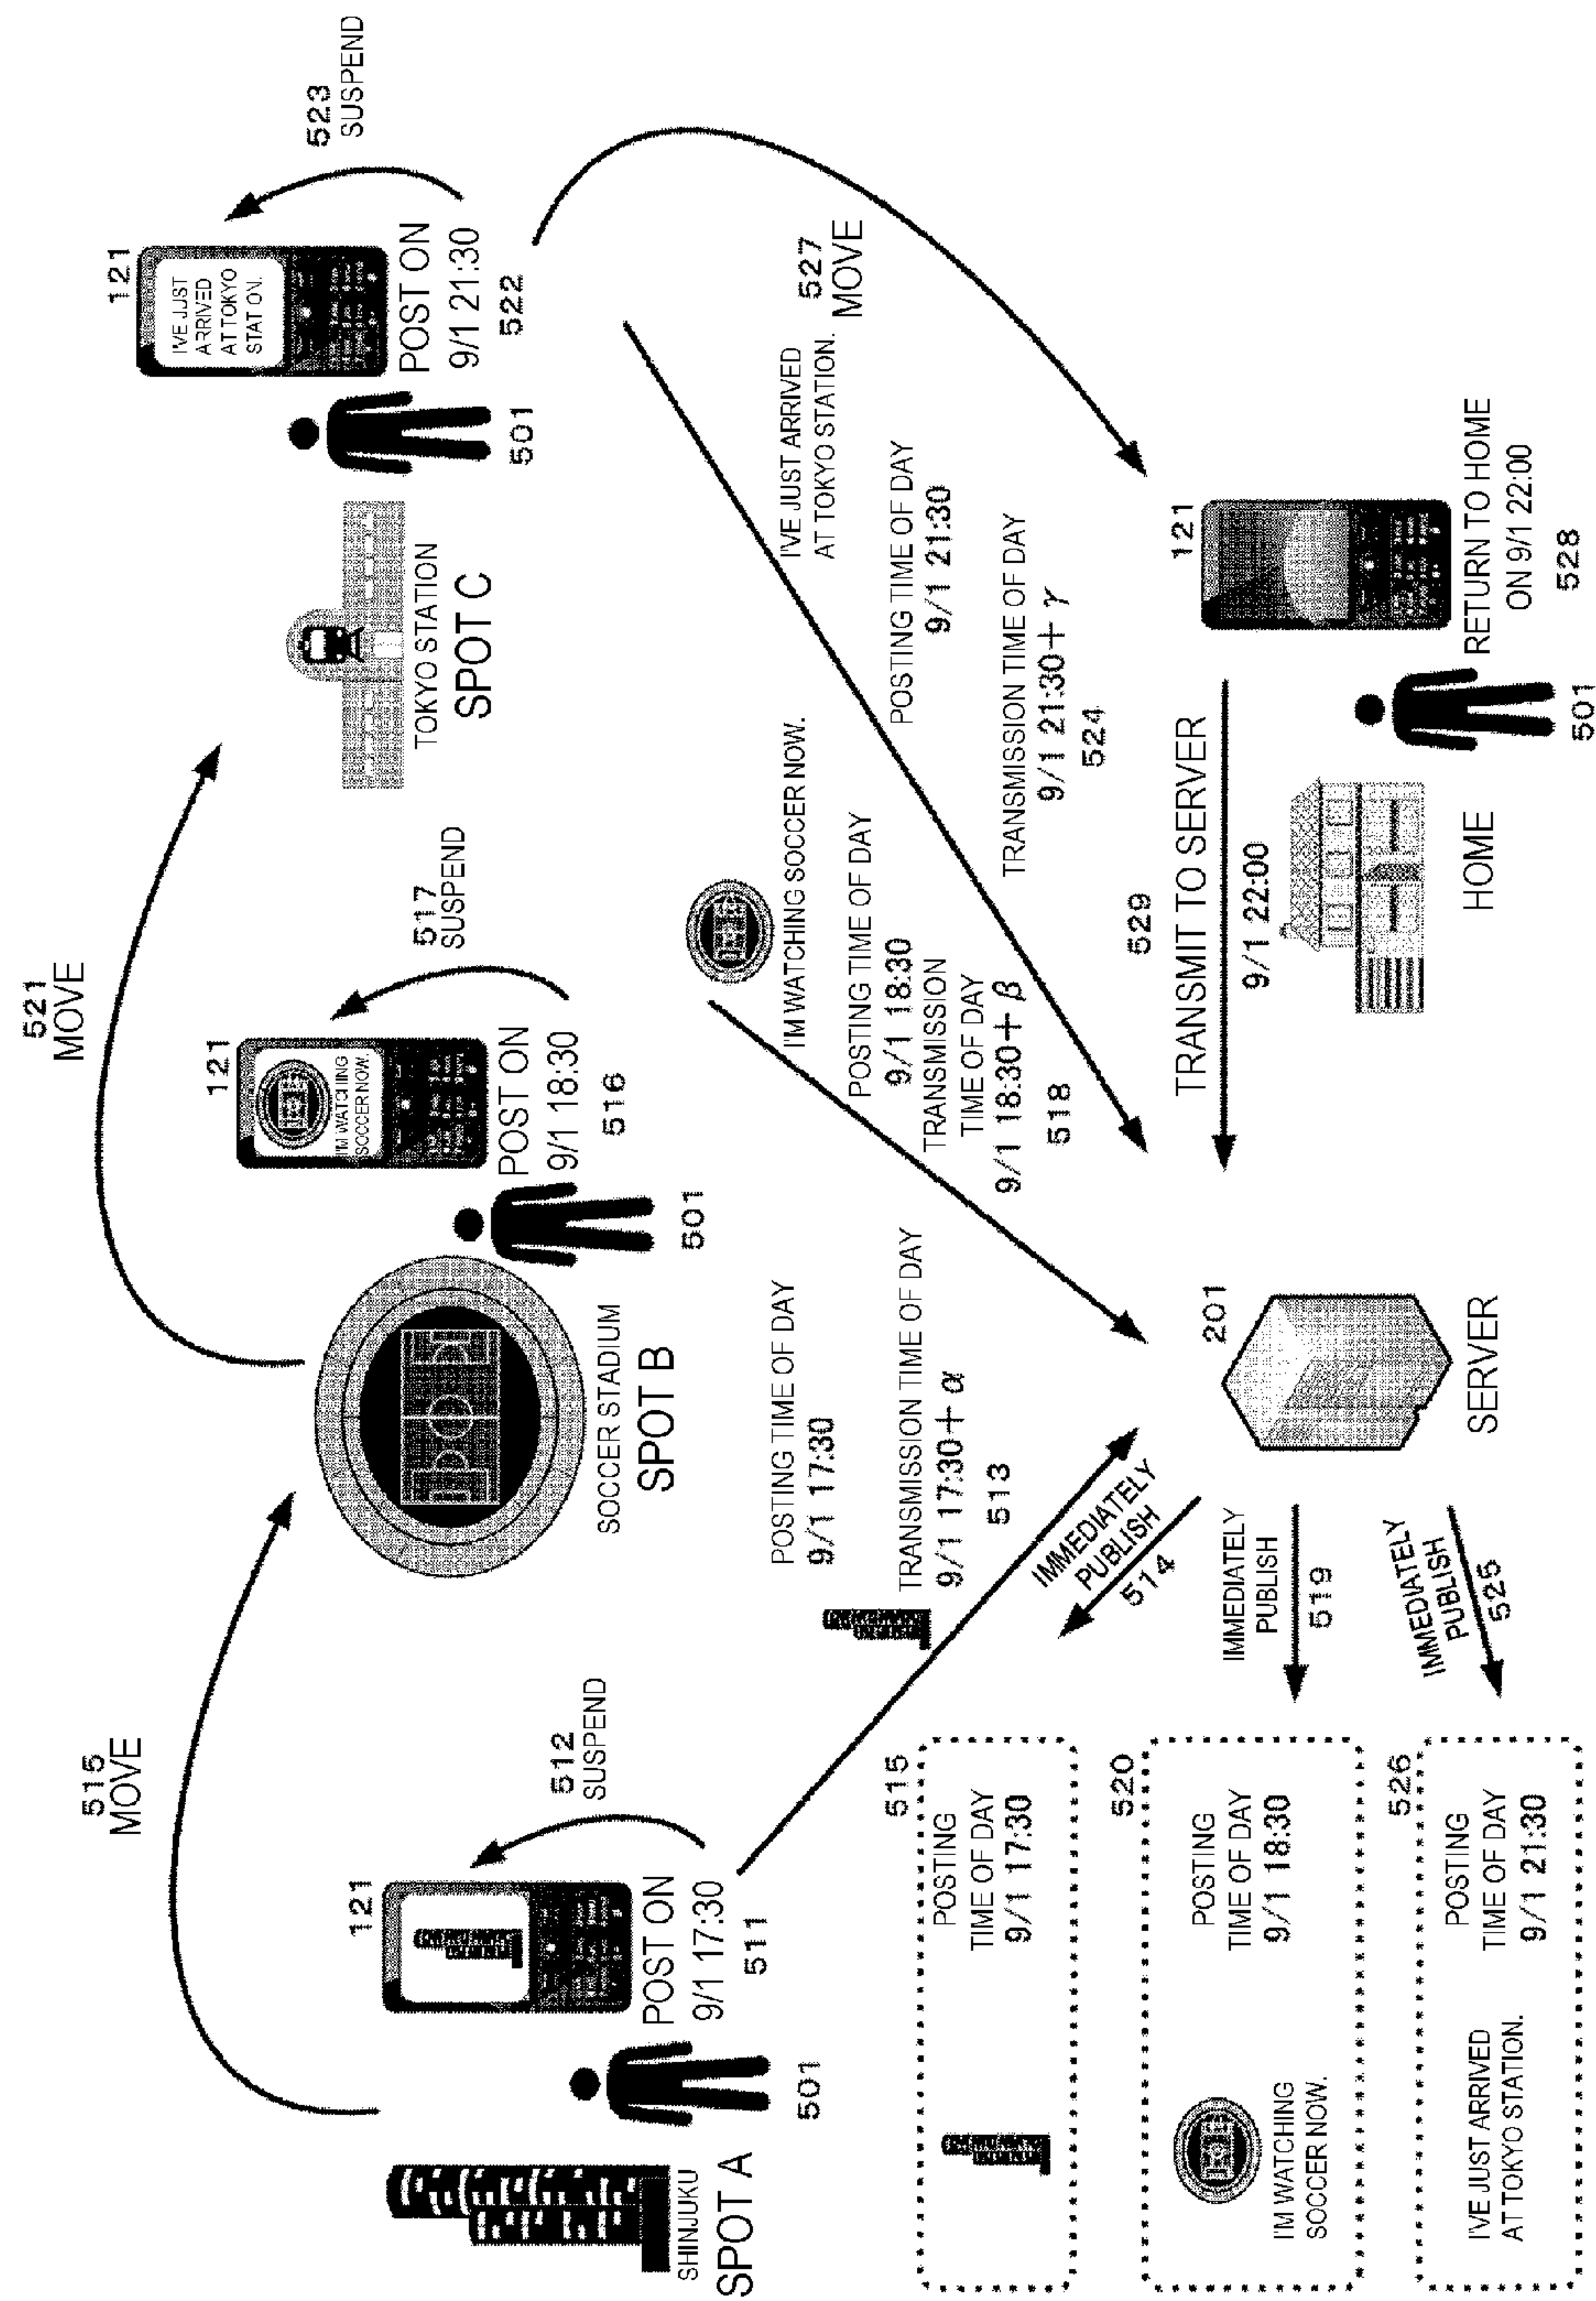 515
MOVE
521
MOVE
121
512
SUSPEND
POST ON
9/1 17:30
511
501
SHINJUKU
SPOT A
SOCCER STADIUM
SPOT B
121
I'M WATCHING
SOCCER NOW.
517
SUSPEND
POST ON
9/1 18:30
516
501
TOKYO STATION
SPOT C
121
I'VE JUST
ARRIVED
AT TOKYO
STAT ON.
523
SUSPEND
POST ON
9/1 21:30
522
501
POSTING TIME OF DAY
9/1 17:30
TRANSMISSION TIME OF DAY
9/1 17:30+ α
513
I'M WATCHING SOCCER NOW.
POSTING TIME OF DAY
9/1 18:30
TRANSMISSION
TIME OF DAY
9/1 18:30+ β
518
I'VE JUST ARRIVED
AT TOKYO STATION.
POSTING TIME OF DAY
9/1 21:30
TRANSMISSION TIME OF DAY
9/1 21:30+ γ
524
527
MOVE
515
POSTING
TIME OF DAY
9/1 17:30
520
POSTING
TIME OF DAY
9/1 18:30
I'M WATCHING
SOCCER NOW.
526
POSTING
TIME OF DAY
9/1 21:30
I'VE JUST ARRIVED
AT TOKYO STATION.
IMMEDIATELY
PUBLISH
514
IMMEDIATELY
PUBLISH
519
IMMEDIATELY
PUBLISH
525
201
SERVER
529
TRANSMIT TO SERVER
9/1 22:00
HOME
501
121
RETURN TO HOME
ON 9/1 22:00
528